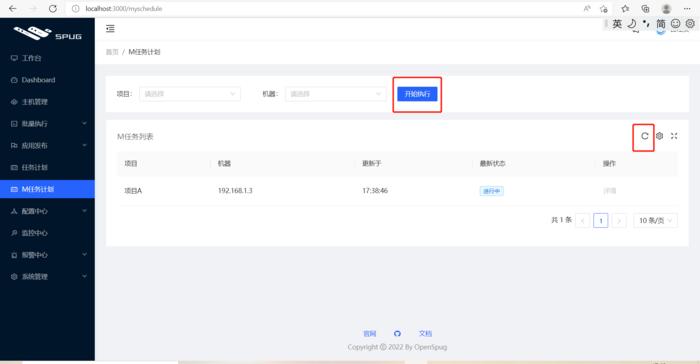 localhost:3000/myschedule
英 简
SPUG
工作台
Dashboard
主机管理
批量执行
应用发布
任务计划
M任务计划
配置中心
监控中心
报警中心
系统管理
首页 / M任务计划
项目: 请选择 机器: 请选择 开始执行
M任务列表
项目 机器 更新于 最新状态 操作
项目A 192.168.1.3 17:38:46 进行中 详情
共 1 条 1 10 条/页
官网 文档
Copyright © 2022 By OpenSpug